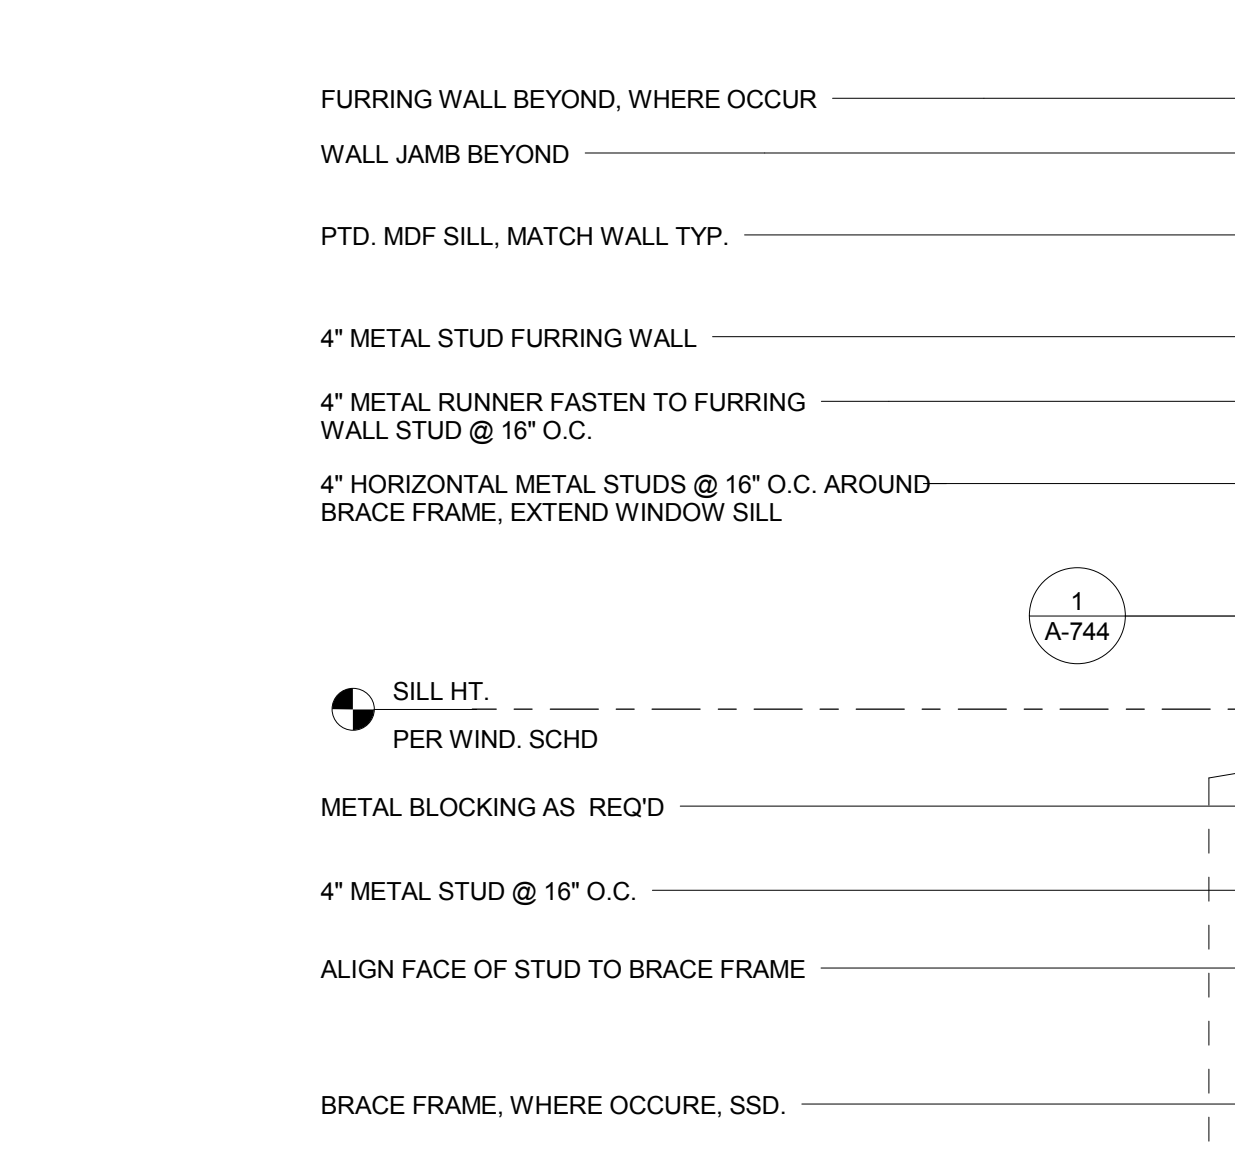 FURRING WALL BEYOND, WHERE OCCUR
WALL JAMB BEYOND
PTD. MDF SILL, MATCH WALL TYP.
4" METAL STUD FURRING WALL
4" METAL RUNNER FASTEN TO FURRING
WALL STUD @ 16" O.C.
4" HORIZONTAL METAL STUDS @ 16" O.C. AROUND
BRACE FRAME, EXTEND WINDOW SILL
1
A-744
SILL HT.
PER WIND. SCHD
METAL BLOCKING AS  REQ'D
4" METAL STUD @ 16" O.C.
ALIGN FACE OF STUD TO BRACE FRAME
BRACE FRAME, WHERE OCCURE, SSD.